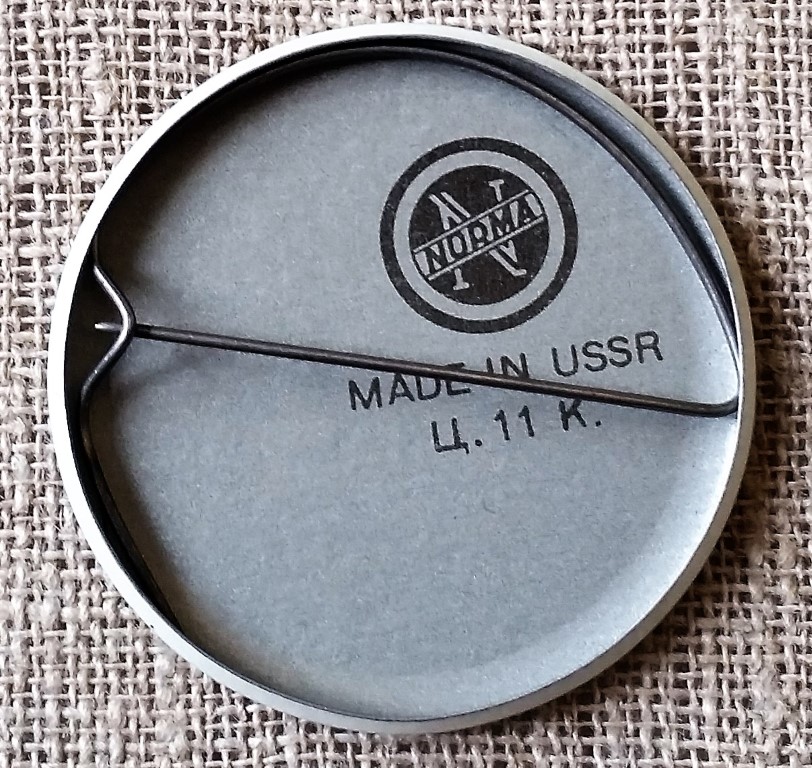 NORMA
MADE IN USSR
Ц. 11 К.